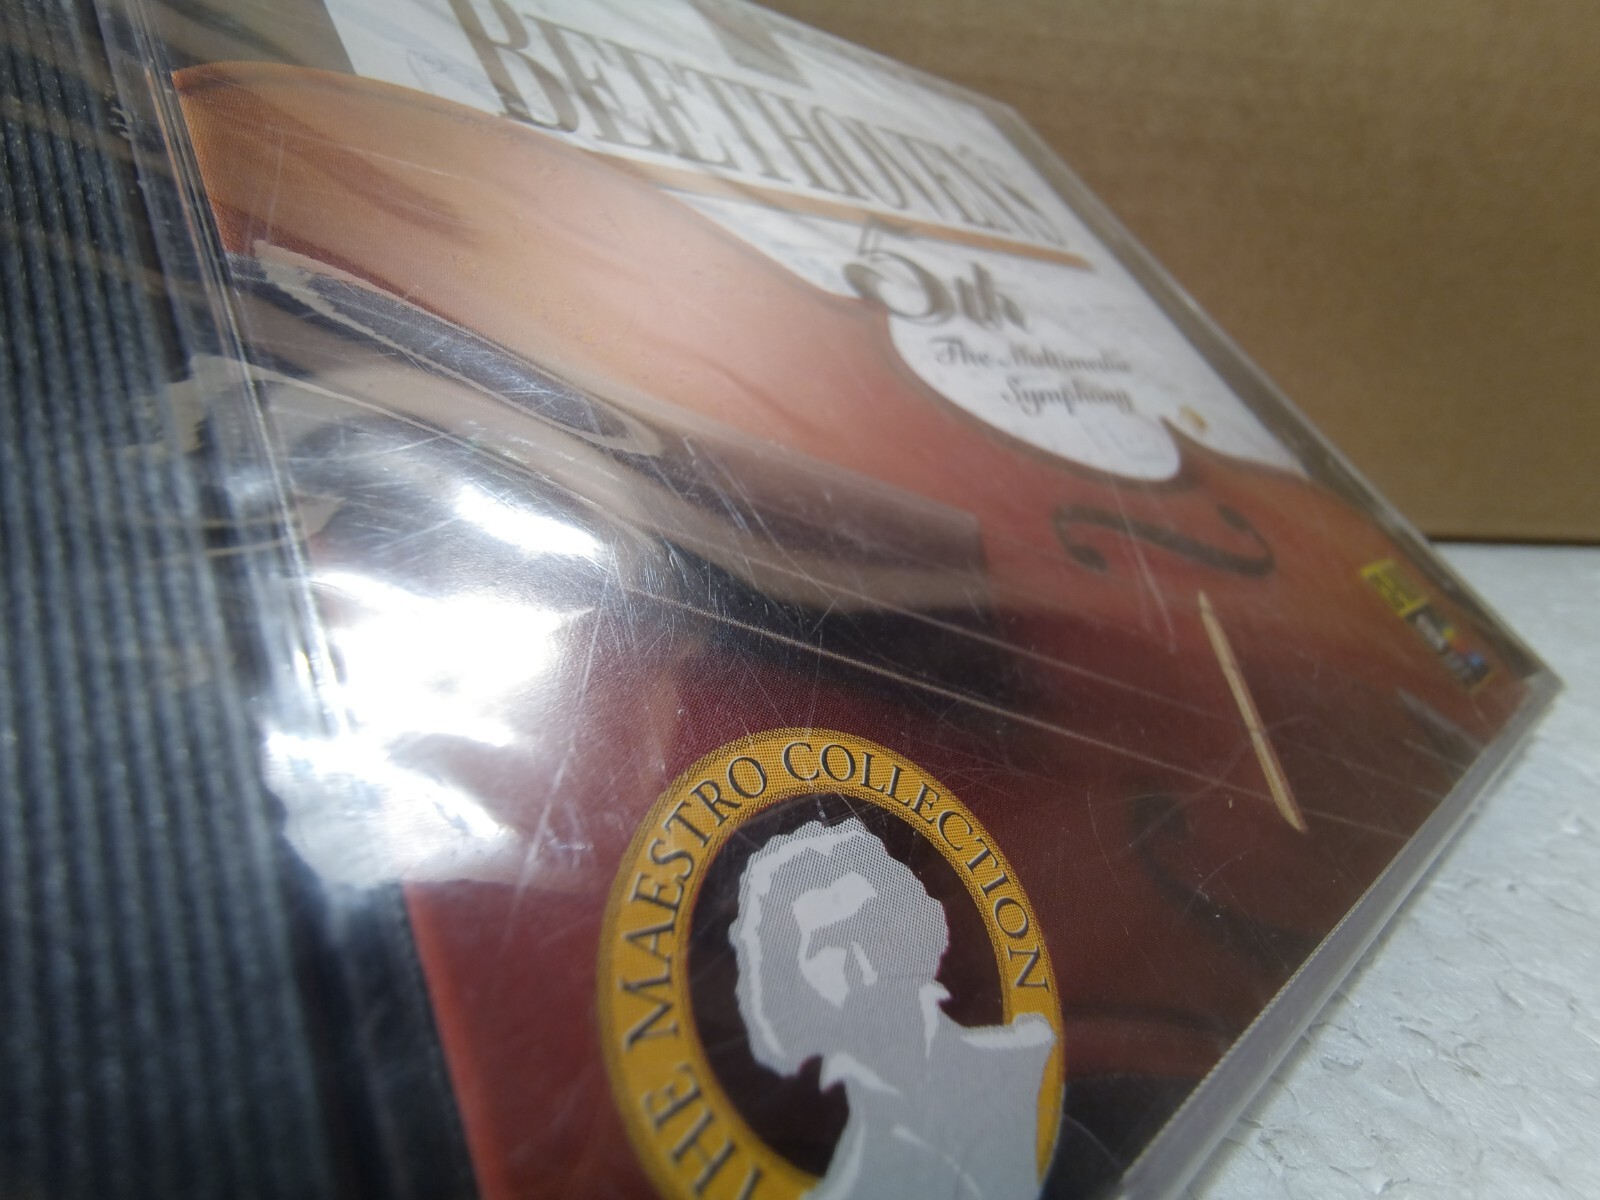 BEETHOVEN'S
5th
The Multimedia
Symphony
THE MAESTRO COLLECTION